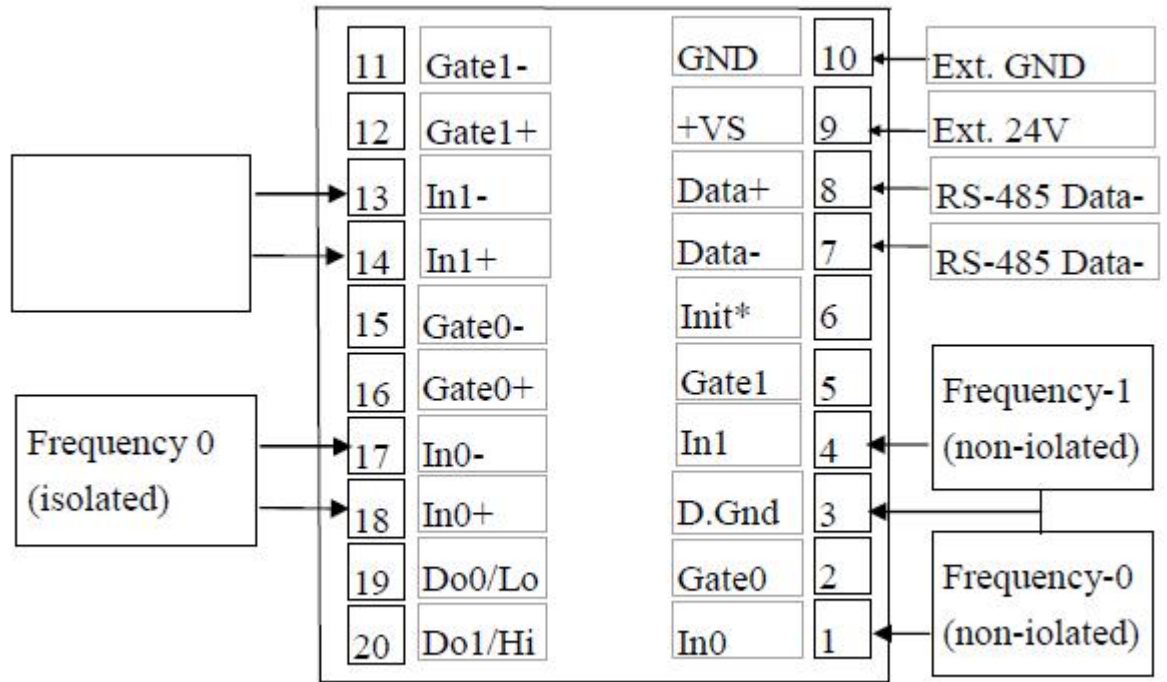 11 Gate1- GND 10 Ext. GND
12 Gate1+ +VS 9 Ext. 24V
13 In1- Data+ 8 RS-485 Data-
14 In1+ Data- 7 RS-485 Data-
15 Gate0- Init* 6
16 Gate0+ Gate1 5
Frequency-1
(non-iolated)
Frequency 0
(isolated)
17 In0- In1 4
18 In0+ D.Gnd 3
19 Do0/Lo Gate0 2
Frequency-0
(non-iolated)
20 Do1/Hi In0 1